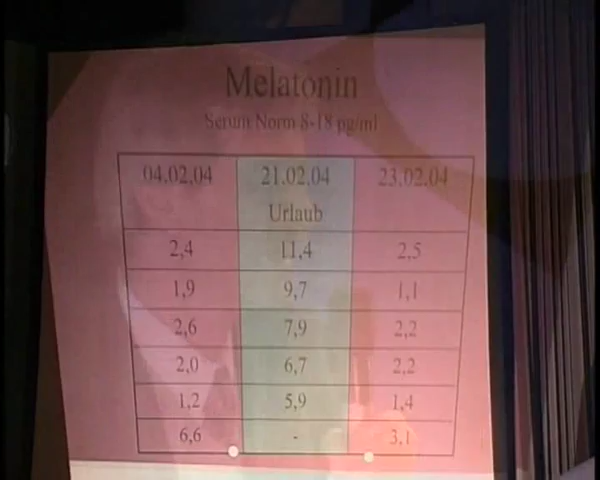 Melatonin
Serum Norm 8-18 pg/ml
04.02.04 21.02.04 23.02.04
Urlaub
2,4 11,4 2,5
1,9 9,7 1,1
2,6 7,9 2,2
2,0 6,7 2,2
1,2 5,9 1,4
6,6 - 3,1